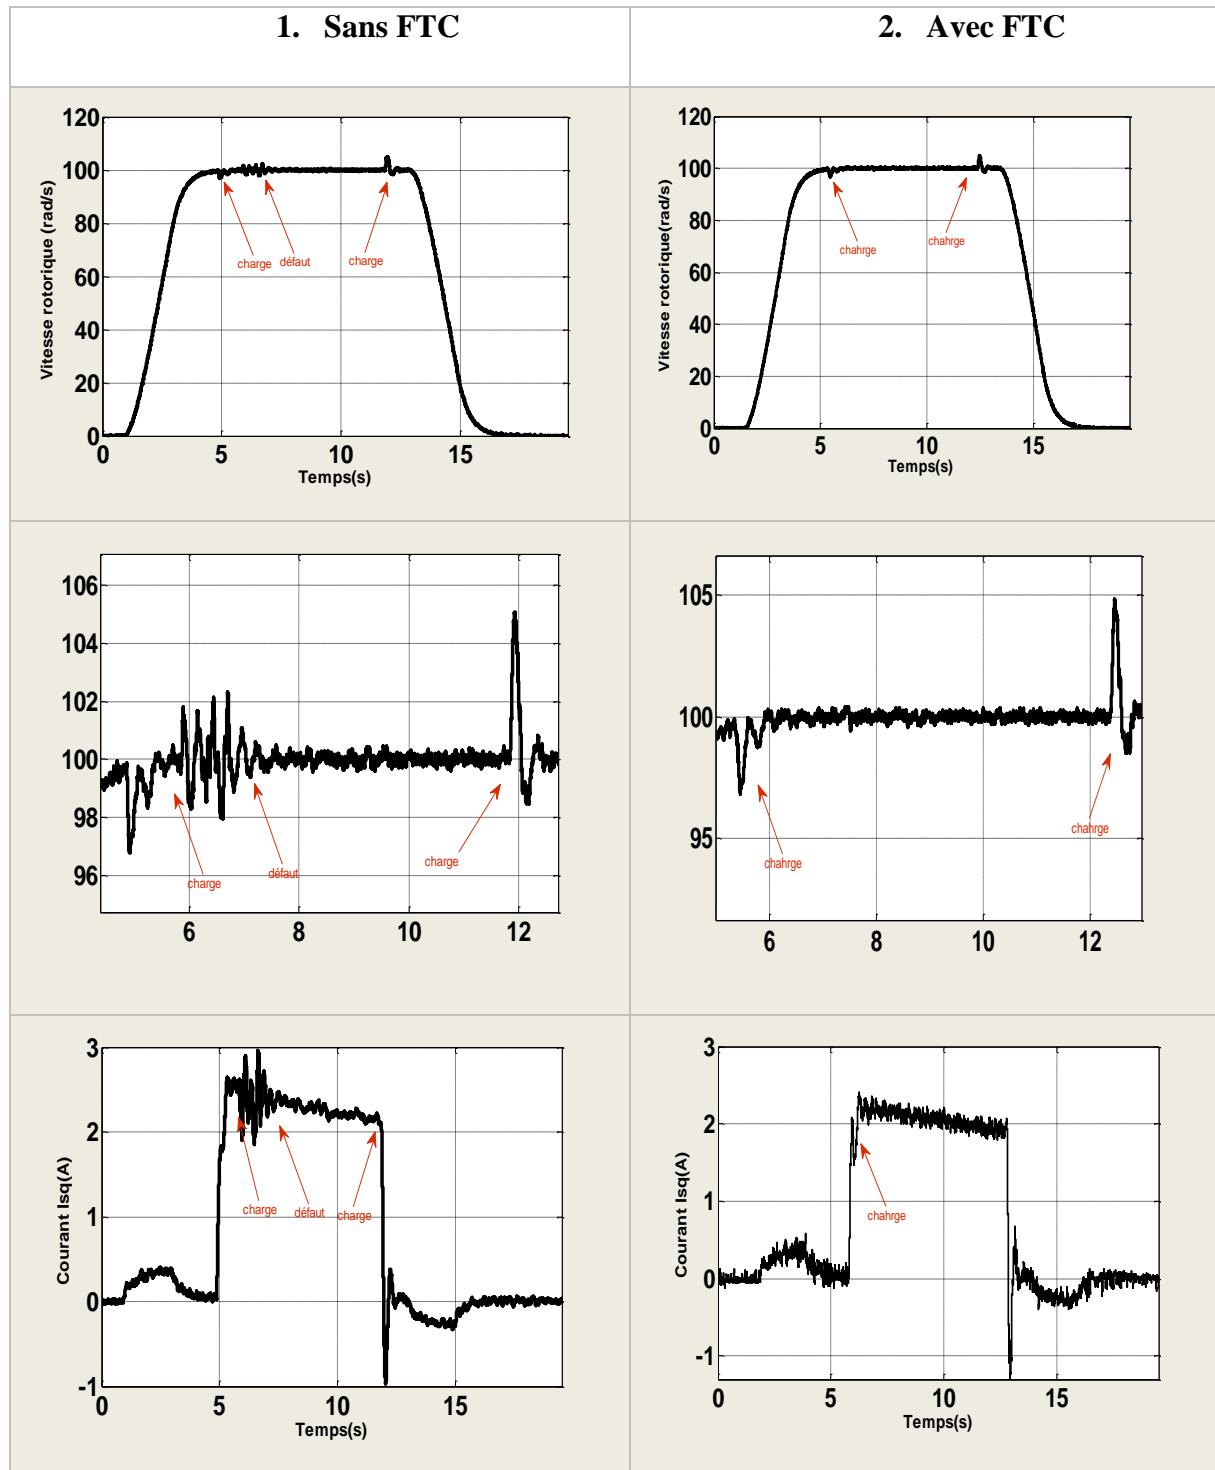 1. Sans FTC
2. Avec FTC
120
100
80
60
40
20
0
0
5
10
15
Vitesse rotorique (rad/s)
Temps(s)
charge
défaut
charge
120
100
80
60
40
20
0
0
5
10
15
Vitesse rotorique(rad/s)
Temps(s)
chahrge
chahrge
106
104
102
100
98
96
6
8
10
12
charge
défaut
charge
105
100
95
6
8
10
12
chahrge
chahrge
3
2
1
0
-1
0
5
10
15
Courant Isq(A)
Temps(s)
charge
défaut
charge
3
2
1
0
-1
0
5
10
15
Courant Isq(A)
Temps(s)
chahrge